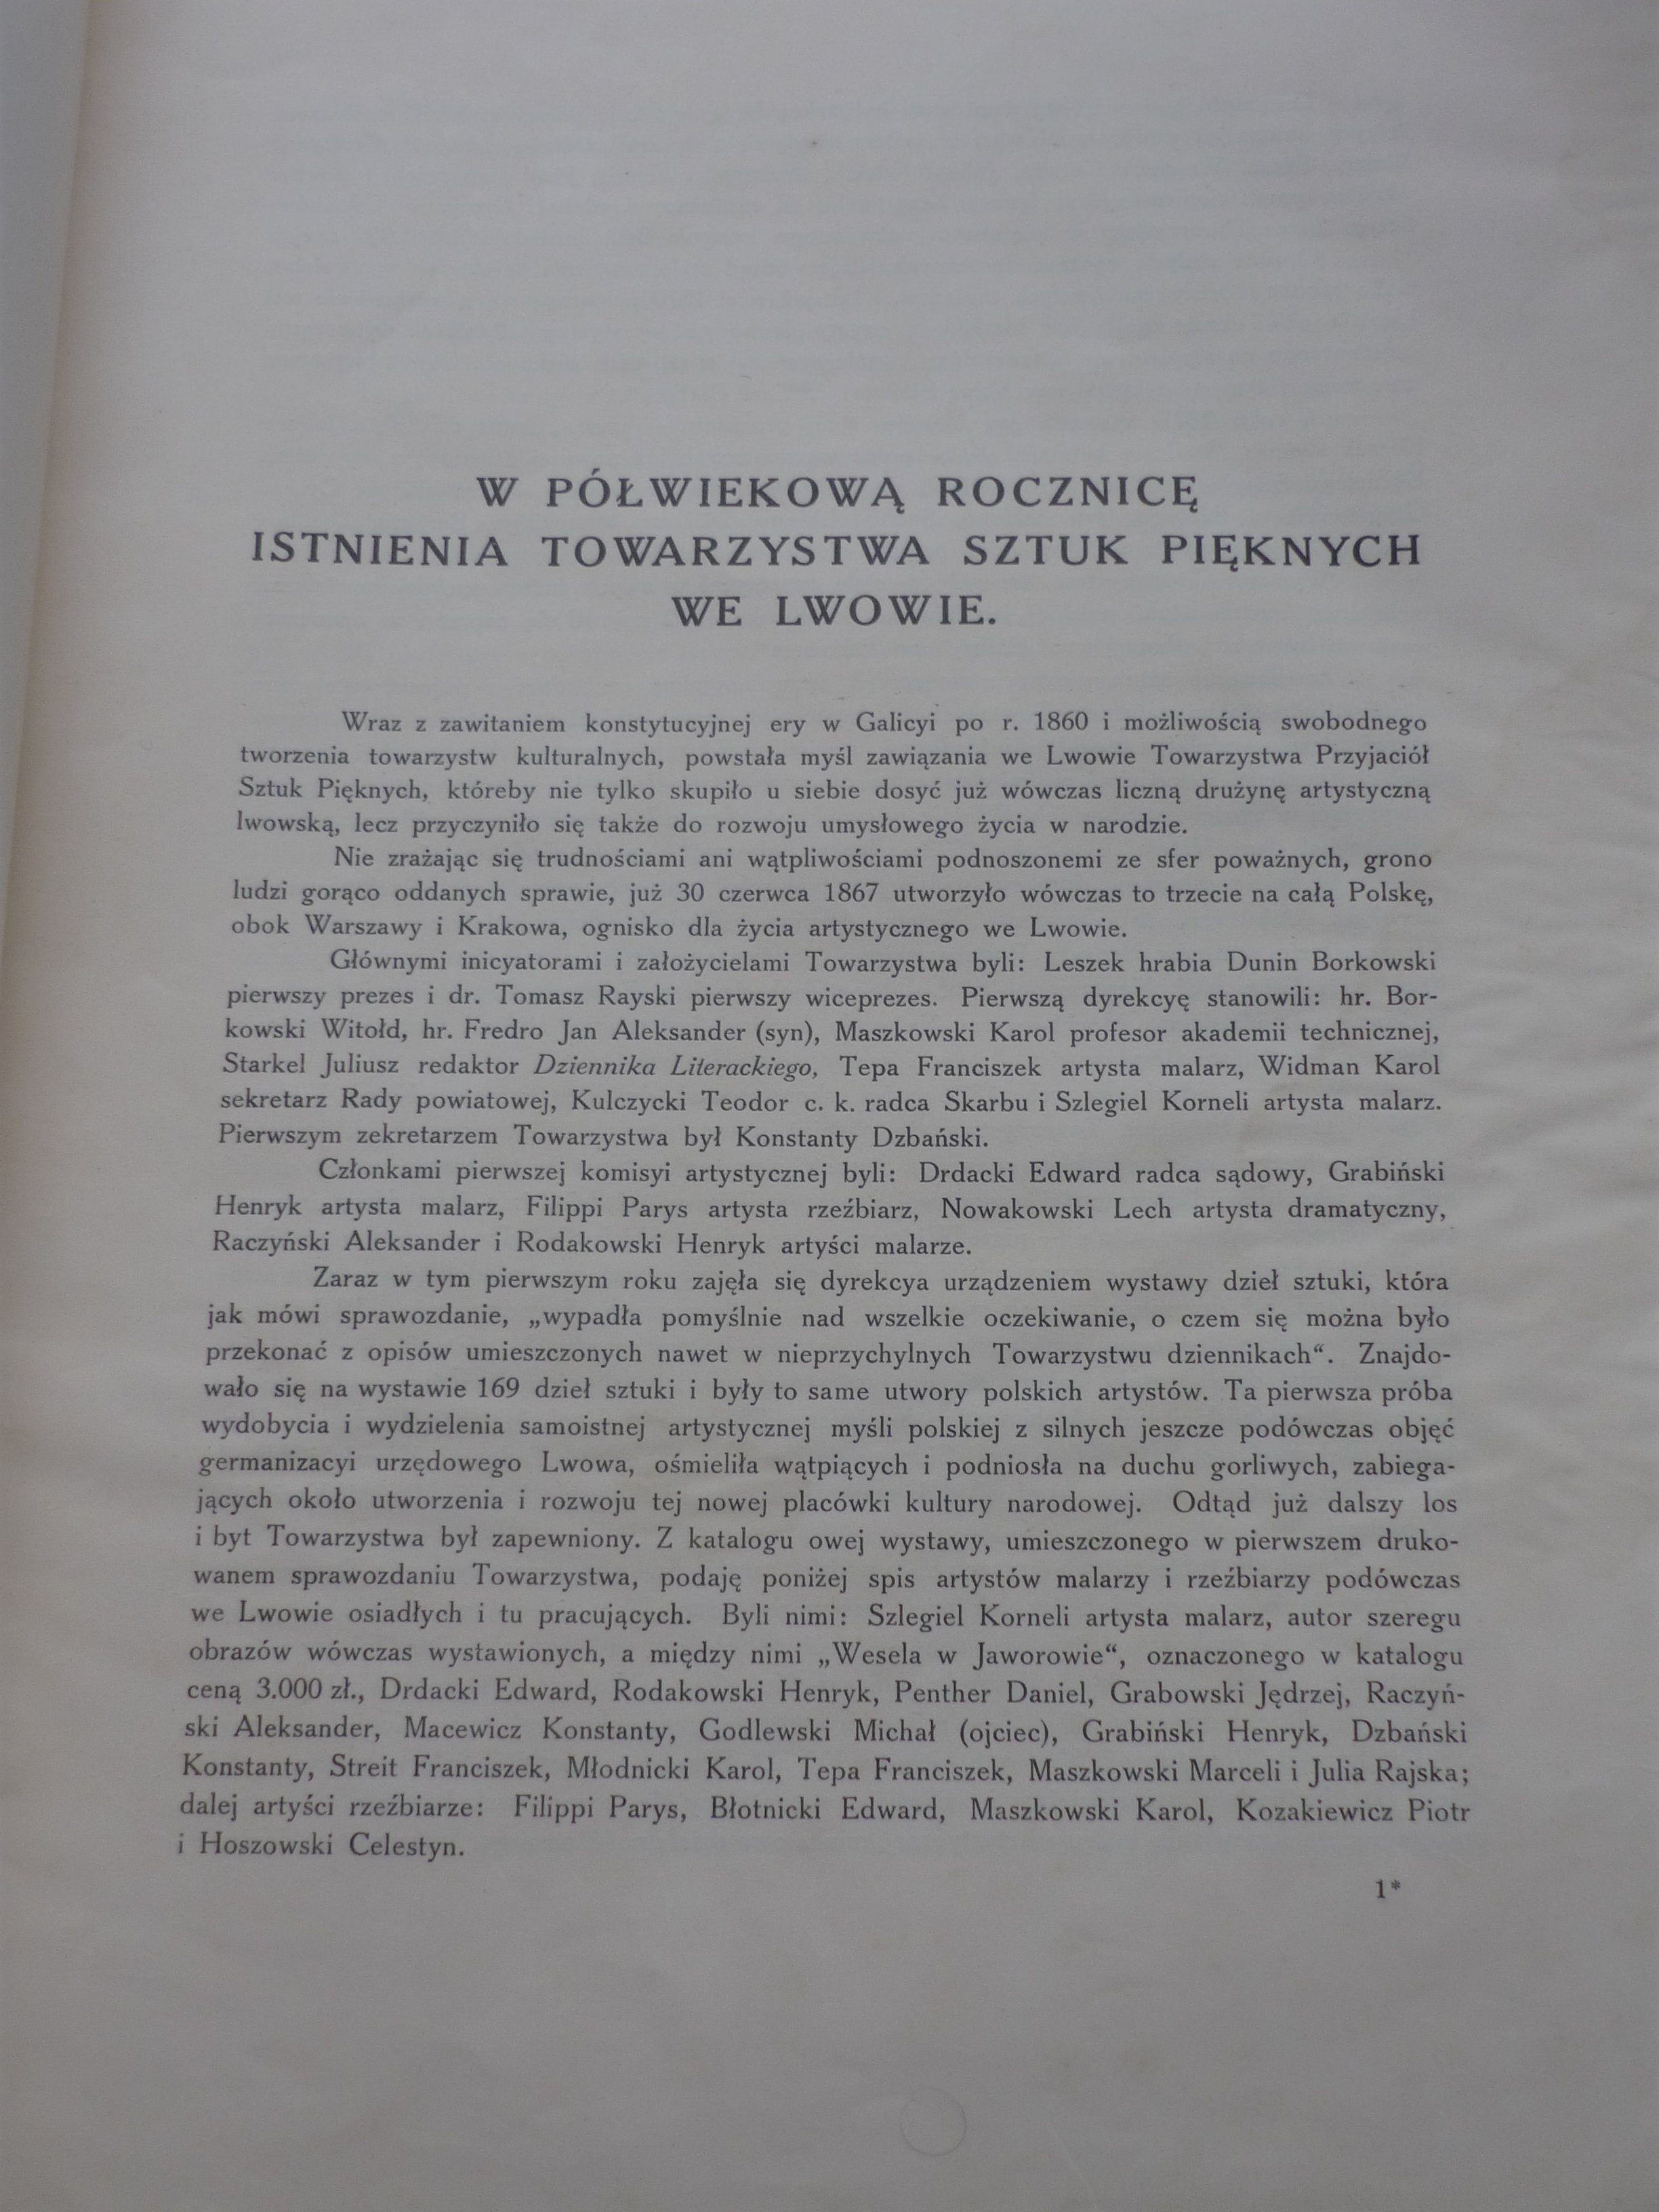 W PÓŁWIEKOWĄ ROCZNICĘ
ISTNIENIA TOWARZYSTWA SZTUK PIĘKNYCH
WE LWOWIE.
Wraz z zawitaniem konstytucyjnej ery w Galicyi po r. 1860 i możliwością swobodnego
tworzenia towarzystw kulturalnych, powstała myśl zawiązania we Lwowie Towarzystwa Przyjaciół
Sztuk Pięknych, któreby nie tylko skupiło u siebie dosyć już wówczas liczną drużynę artystyczną
lwowską, lecz przyczyniło się także do rozwoju umysłowego życia w narodzie.
Nie zrażając się trudnościami ani wątpliwościami podnoszonemi ze sfer poważnych, grono
ludzi gorąco oddanych sprawie, już 30 czerwca 1867 utworzyło wówczas to trzecie na całą Polskę,
obok Warszawy i Krakowa, ognisko dla życia artystycznego we Lwowie.
Głównymi inicyatorami i założycielami Towarzystwa byli: Leszek hrabia Dunin Borkowski
pierwszy prezes i dr. Tomasz Rayski pierwszy wiceprezes. Pierwszą dyrekcyę stanowili: hr. Bor-
kowski Witołd, hr. Fredro Jan Aleksander (syn), Maszkowski Karol profesor akademii technicznej,
Starkel Juliusz redaktor Dziennika Literackiego, Tepa Franciszek artysta malarz, Widman Karol
sekretarz Rady powiatowej, Kulczycki Teodor c. k. radca Skarbu i Szlegiel Korneli artysta malarz.
Pierwszym zekretarzem Towarzystwa był Konstanty Dzbański.
Członkami pierwszej komisyi artystycznej byli: Drdacki Edward radca sądowy, Grabiński
Henryk artysta malarz, Filippi Parys artysta rzeźbiarz, Nowakowski Lech artysta dramatyczny,
Raczyński Aleksander i Rodakowski Henryk artyści malarze.
Zaraz w tym pierwszym roku zajęła się dyrekcya urządzeniem wystawy dzieł sztuki, która
jak mówi sprawozdanie, „wypadła pomyślnie nad wszelkie oczekiwanie, o czem się można było
przekonać z opisów umieszczonych nawet w nieprzychylnych Towarzystwu dziennikach“. Znajdo-
wało się na wystawie 169 dzieł sztuki i były to same utwory polskich artystów. Ta pierwsza próba
wydobycia i wydzielenia samoistnej artystycznej myśli polskiej z silnych jeszcze podówczas objęć
germanizacyi urzędowego Lwowa, ośmieliła wątpiących i podniosła na duchu gorliwych, zabiega-
jących około utworzenia i rozwoju tej nowej placówki kultury narodowej. Odtąd już dalszy los
i byt Towarzystwa był zapewniony. Z katalogu owej wystawy, umieszczonego w pierwszem druko-
wanem sprawozdaniu Towarzystwa, podaję poniżej spis artystów malarzy i rzeźbiarzy podówczas
we Lwowie osiadłych i tu pracujących. Byli nimi: Szlegiel Korneli artysta malarz, autor szeregu
obrazów wówczas wystawionych, a między nimi „Wesela w Jaworowie“, oznaczonego w katalogu
ceną 3.000 zł., Drdacki Edward, Rodakowski Henryk, Penther Daniel, Grabowski Jędrzej, Raczyń-
ski Aleksander, Macewicz Konstanty, Godlewski Michał (ojciec), Grabiński Henryk, Dzbański
Konstanty, Streit Franciszek, Młodnicki Karol, Tepa Franciszek, Maszkowski Marceli i Julia Rajska;
dalej artyści rzeźbiarze: Filippi Parys, Błotnicki Edward, Maszkowski Karol, Kozakiewicz Piotr
i Hoszowski Celestyn.
1*